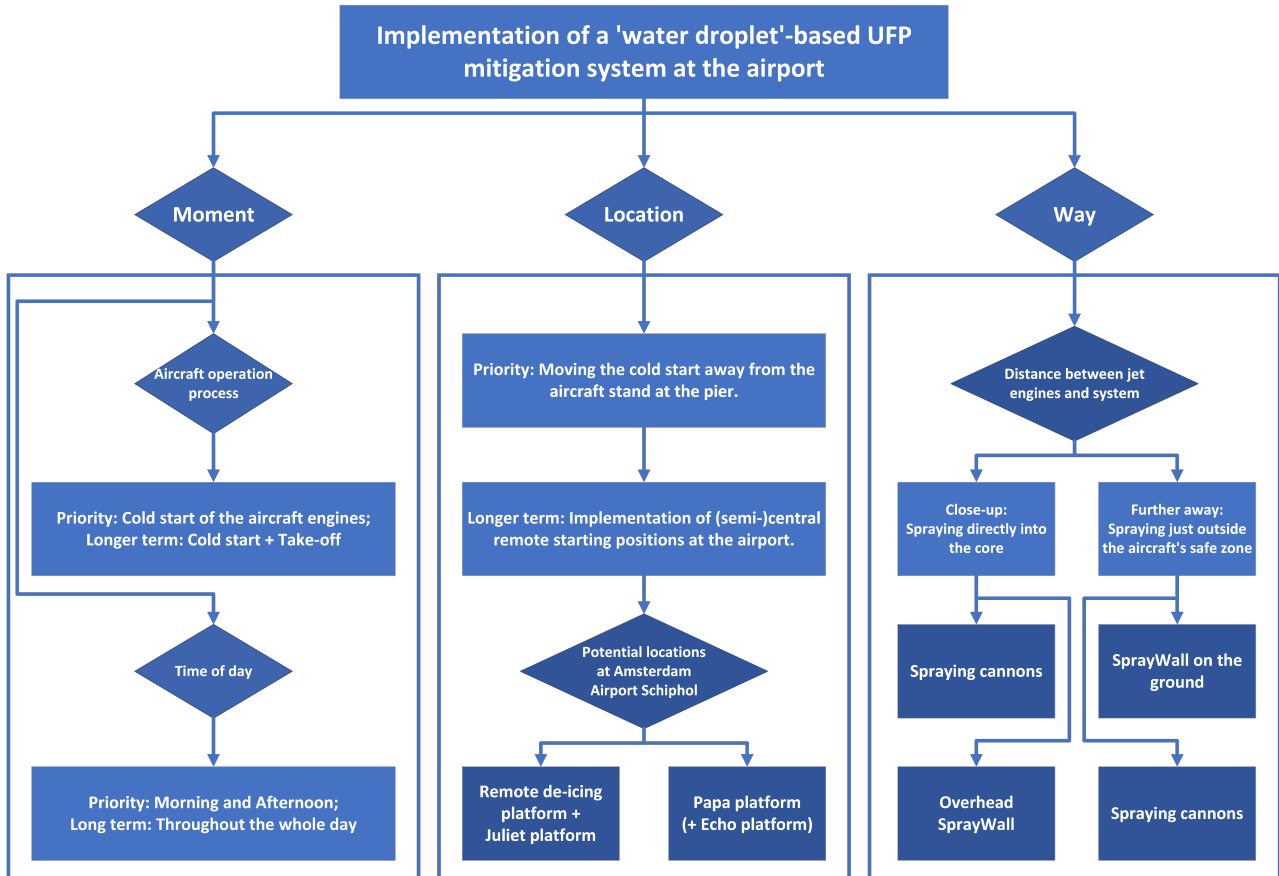 Implementation of a 'water droplet'-based UFP
mitigation system at the airport
Moment
Location
Way
Aircraft operation
process
Priority: Cold start of the aircraft engines;
Longer term: Cold start + Take-off
Time of day
Priority: Morning and Afternoon;
Long term: Throughout the whole day
Priority: Moving the cold start away from the
aircraft stand at the pier.
Longer term: Implementation of (semi-)central
remote starting positions at the airport.
Potential locations
at Amsterdam
Airport Schiphol
Remote de-icing
platform +
Juliet platform
Papa platform
(+ Echo platform)
Distance between jet
engines and system
Close-up:
Spraying directly into
the core
Further away:
Spraying just outside
the aircraft's safe zone
Spraying cannons
SprayWall on the
ground
Overhead
SprayWall
Spraying cannons